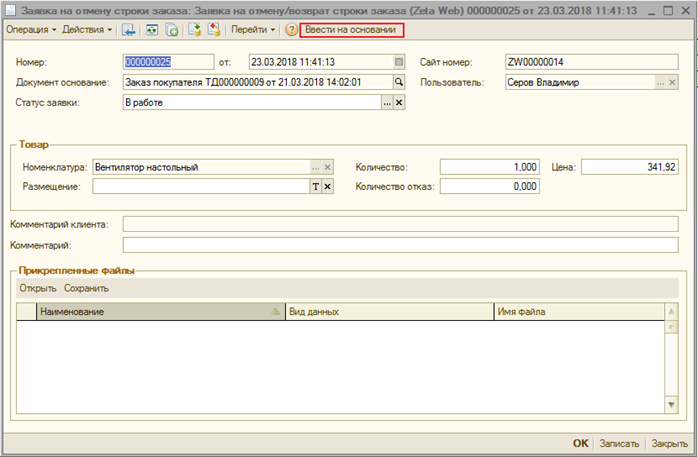 Заявка на отмену строки заказа: Заявка на отмену/возврат строки заказа (Zeta Web) 000000025 от 23.03.2018 11:41:13
Операция Действия Перейти ? Ввести на основании
Номер: 000000025 от: 23.03.2018 11:41:13 Сайт номер: ZW00000014
Документ основание: Заказ покупателя ТД000000009 от 21.03.2018 14:02:01 Пользователь: Серов Владимир ... ×
Статус заявки: В работе ... ×
Товар
Номенклатура: Вентилятор настольный ... × Количество: 1,000 Цена: 341,92
Размещение: T × Количество отказ: 0,000
Комментарий клиента:
Комментарий:
Прикрепленные файлы
Открыть Сохранить
Наименование Вид данных Имя файла
OK Записать Закрыть